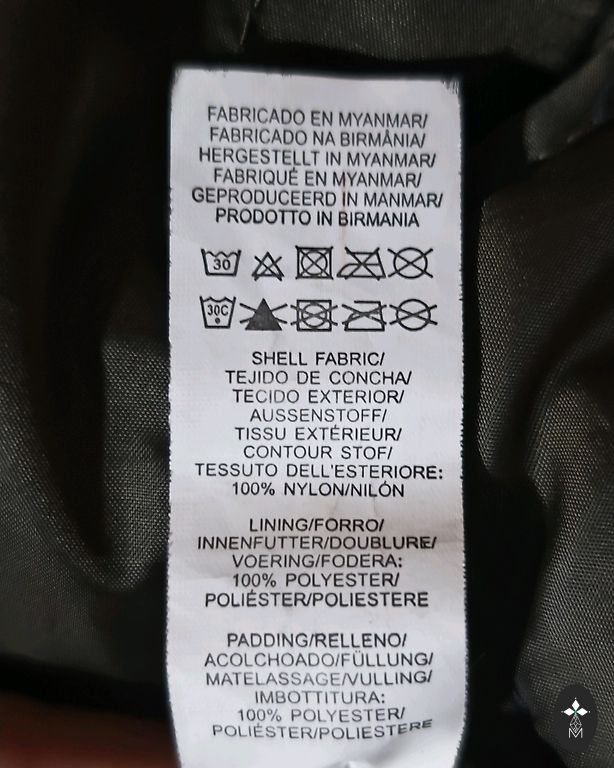 FABRICADO EN MYANMAR/
FABRICADO NA BIRMÂNIA/
HERGESTELLT IN MYANMAR/
FABRIQUÉ EN MYANMAR/
GEPRODUCEERD IN MANMAR/
PRODOTTO IN BIRMANIA
30
30C
SHELL FABRIC/
TEJIDO DE CONCHA/
TECIDO EXTERIOR/
AUSSENSTOFF/
TISSU EXTÉRIEUR/
CONTOUR STOF/
TESSUTO DELL'ESTERIORE:
100% NYLON/NILÓN
LINING/FORRO/
INNENFUTTER/DOUBLURE/
VOERING/FODERA:
100% POLYESTER/
POLIÉSTER/POLIESTERE
PADDING/RELLENO/
ACOLCHOADO/FÜLLUNG/
MATELASSAGE/VULLING/
IMBOTTITURA:
100% POLYESTER/
POLIÉSTER/POLIESTERE
M